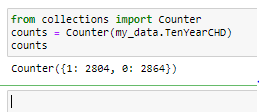 from collections import Counter
counts = Counter(my_data.TenYearCHD)
counts
Counter({1: 2804, 0: 2864})